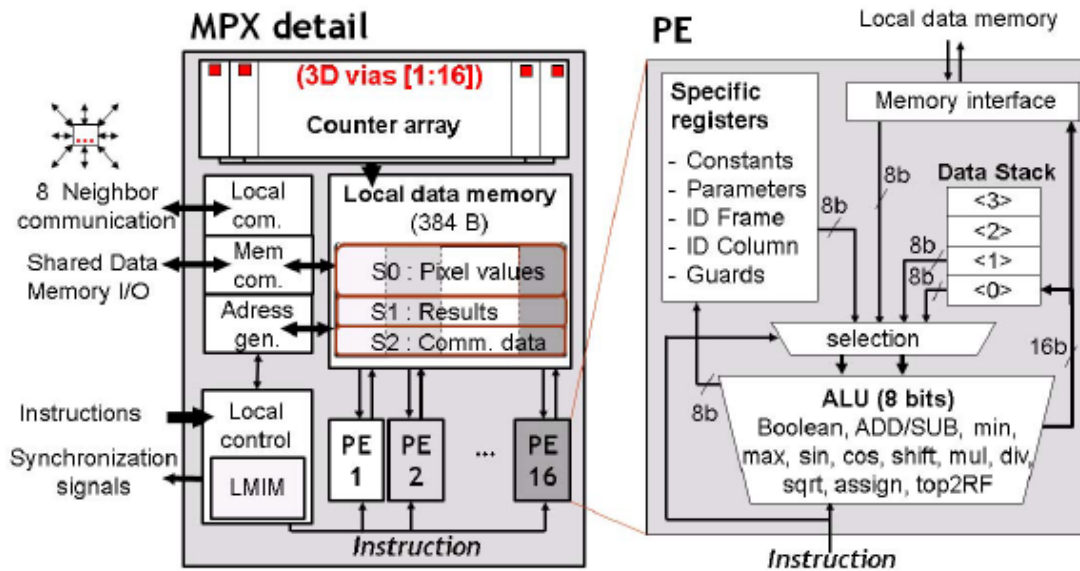 MPX detail
(3D vias [1:16])
Counter array
8 Neighbor
communication
Shared Data
Memory I/O
Instructions
Synchronization
signals
Local
com.
Mem
com.
Adress
gen.
Local
control
LMIM
Local data memory
(384 B)
S0 : Pixel values
S1 : Results
S2 : Comm. data
PE
1
PE
2
...
PE
16
Instruction
PE
Local data memory
Memory interface
Specific
registers
- Constants
- Parameters
- ID Frame
- ID Column
- Guards
8b
8b
Data Stack
<3>
<2>
<1>
<0>
8b
8b
selection
16b
8b
ALU (8 bits)
Boolean, ADD/SUB, min,
max, sin, cos, shift, mul, div,
sqrt, assign, top2RF
Instruction